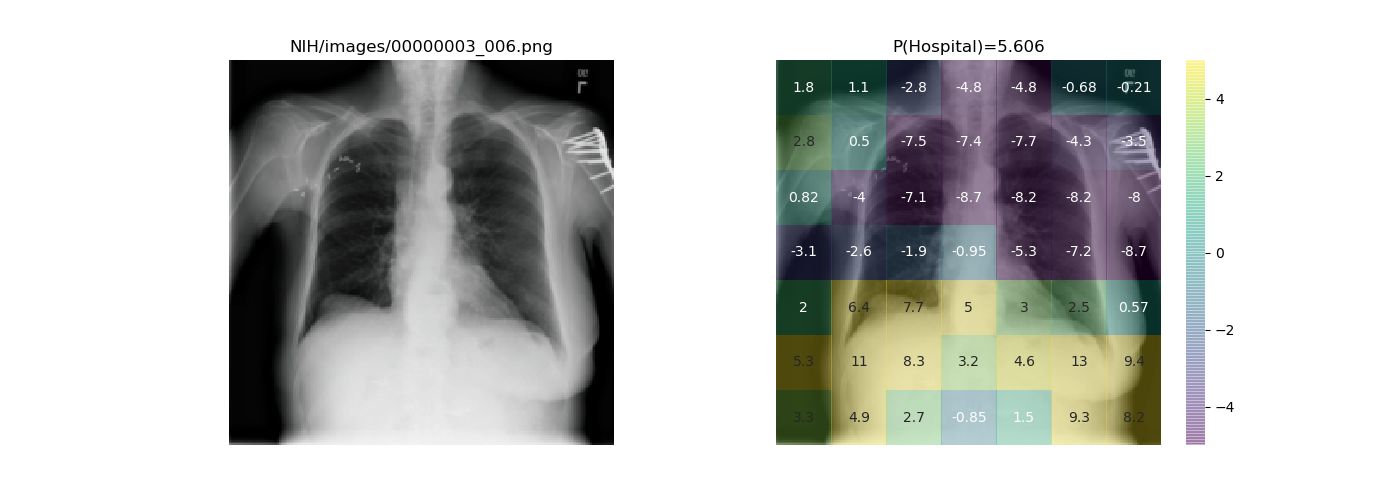 NIH/images/00000003_006.png
P(Hospital)=5.606
1.8 1.1 -2.8 -4.8 -4.8 -0.68 -0.21
2.8 0.5 -7.5 -7.4 -7.7 -4.3 -3.5
0.82 -4 -7.1 -8.7 -8.2 -8.2 -8
-3.1 -2.6 -1.9 -0.95 -5.3 -7.2 -8.7
2 6.4 7.7 5 3 2.5 0.57
5.3 11 8.3 3.2 4.6 13 9.4
3.3 4.9 2.7 -0.85 1.5 9.3 8.2
4
2
0
−2
−4